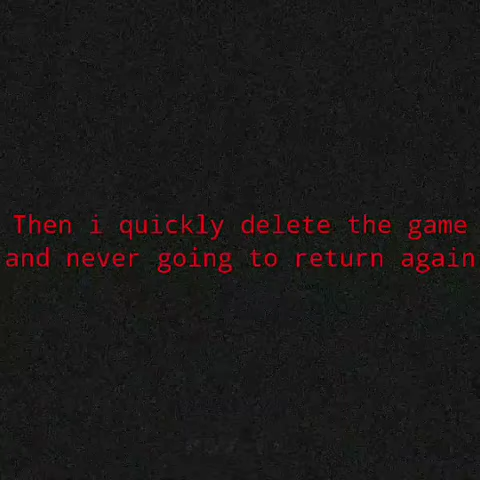 Then i quickly delete the game
and never going to return again